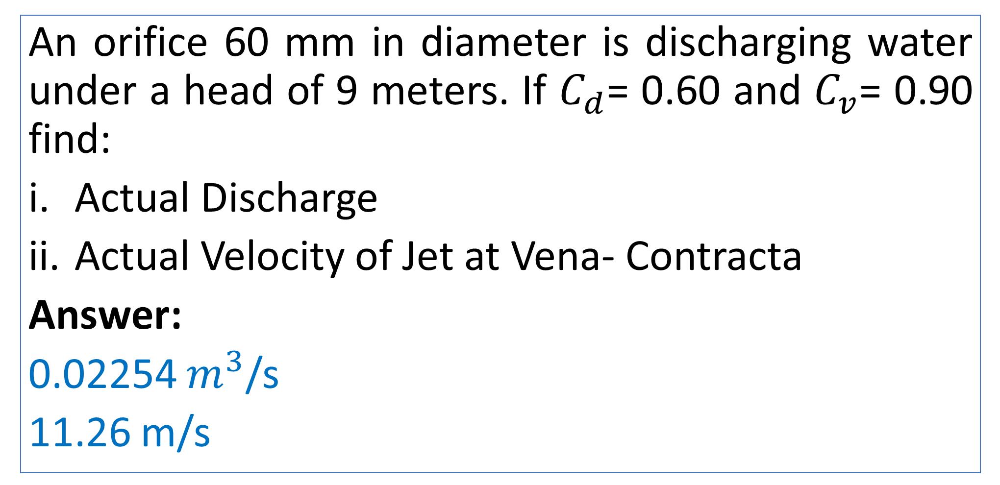 An orifice 60 mm in diameter is discharging water
under a head of 9 meters. If C_d= 0.60 and C_v= 0.90
find:
i. Actual Discharge
ii. Actual Velocity of Jet at Vena- Contracta
Answer:
0.02254 m³/s
11.26 m/s